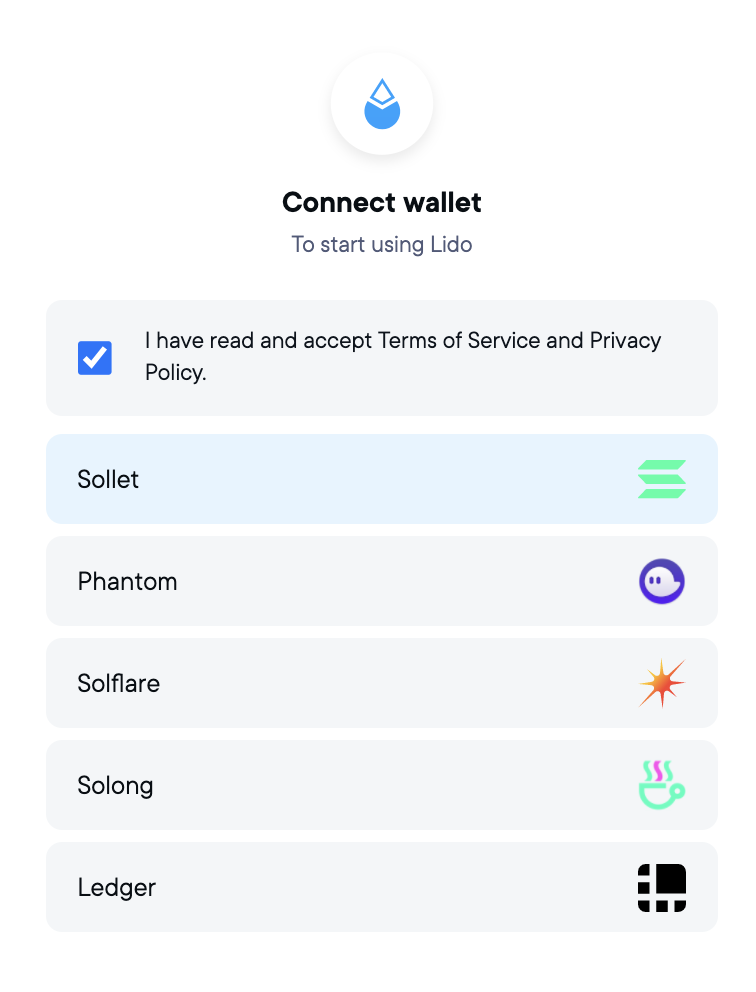 Connect wallet
To start using Lido
I have read and accept Terms of Service and Privacy
Policy.
Sollet
Phantom
Solflare
Solong
Ledger